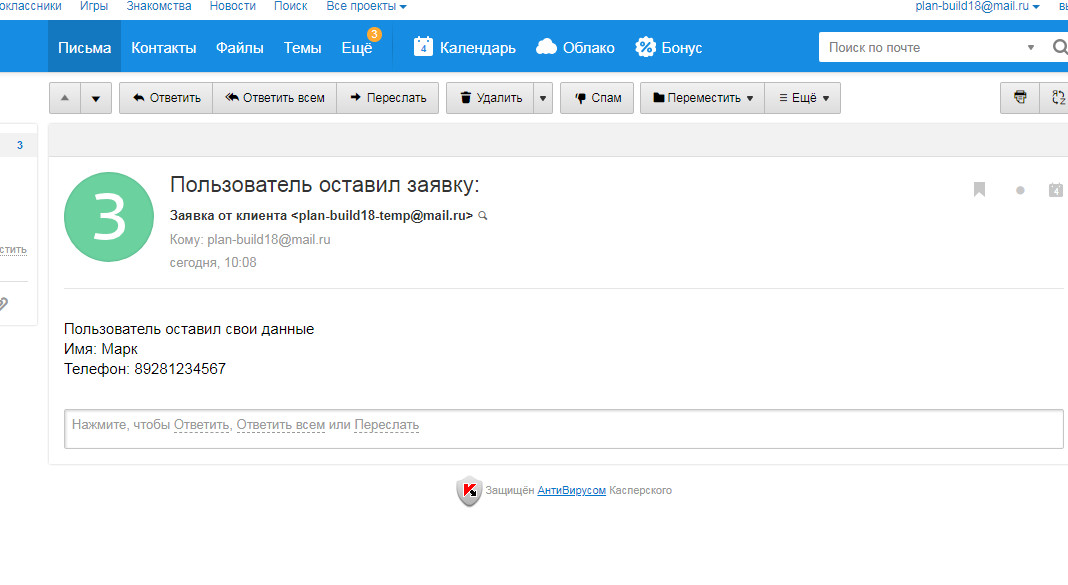 оклассники Игры Знакомства Новости Поиск Все проекты plan-build18@mail.ru
3
Письма Контакты Файлы Темы Ещё 4 Календарь Облако Бонус Поиск по почте
Ответить Ответить всем Переслать Удалить Спам Переместить Ещё
3
З
Пользователь оставил заявку:
4
Заявка от клиента <plan-build18-temp@mail.ru>
Кому: plan-build18@mail.ru
стить
сегодня, 10:08
Пользователь оставил свои данные
Имя: Марк
Телефон: 89281234567
Нажмите, чтобы Ответить, Ответить всем или Переслать
Защищён АнтиВирусом Касперского